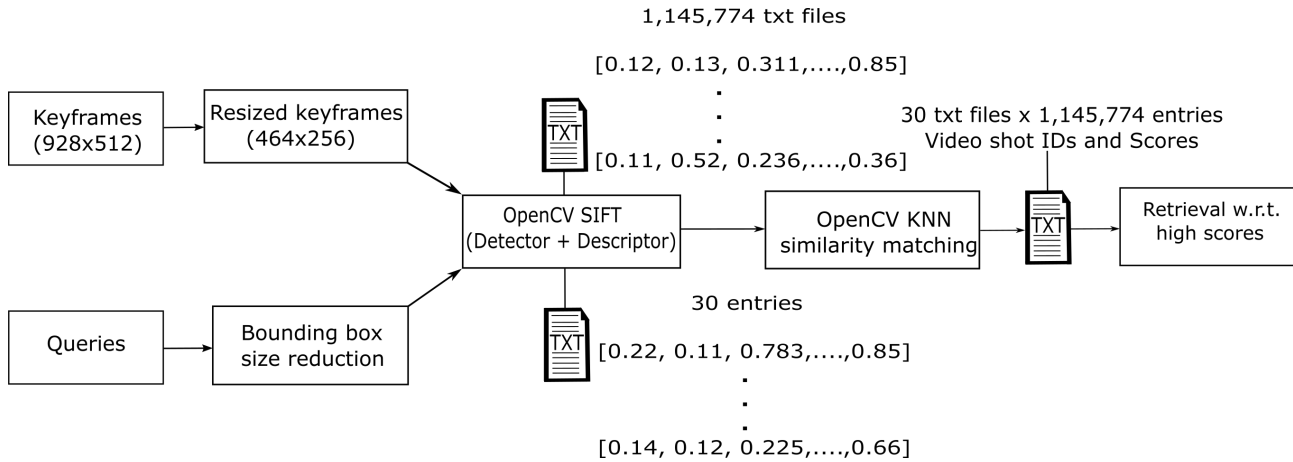 1,145,774 txt files
[0.12, 0.13, 0.311,....,0.85]
[0.11, 0.52, 0.236,....,0.36]
TXT
Keyframes
(928x512)
Resized keyframes
(464x256)
30 txt files x 1,145,774 entries
Video shot IDs and Scores
OpenCV SIFT
(Detector + Descriptor)
OpenCV KNN
similarity matching
TXT
Retrieval w.r.t.
high scores
Queries
Bounding box
size reduction
TXT
30 entries
[0.22, 0.11, 0.783,....,0.85]
[0.14, 0.12, 0.225,....,0.66]